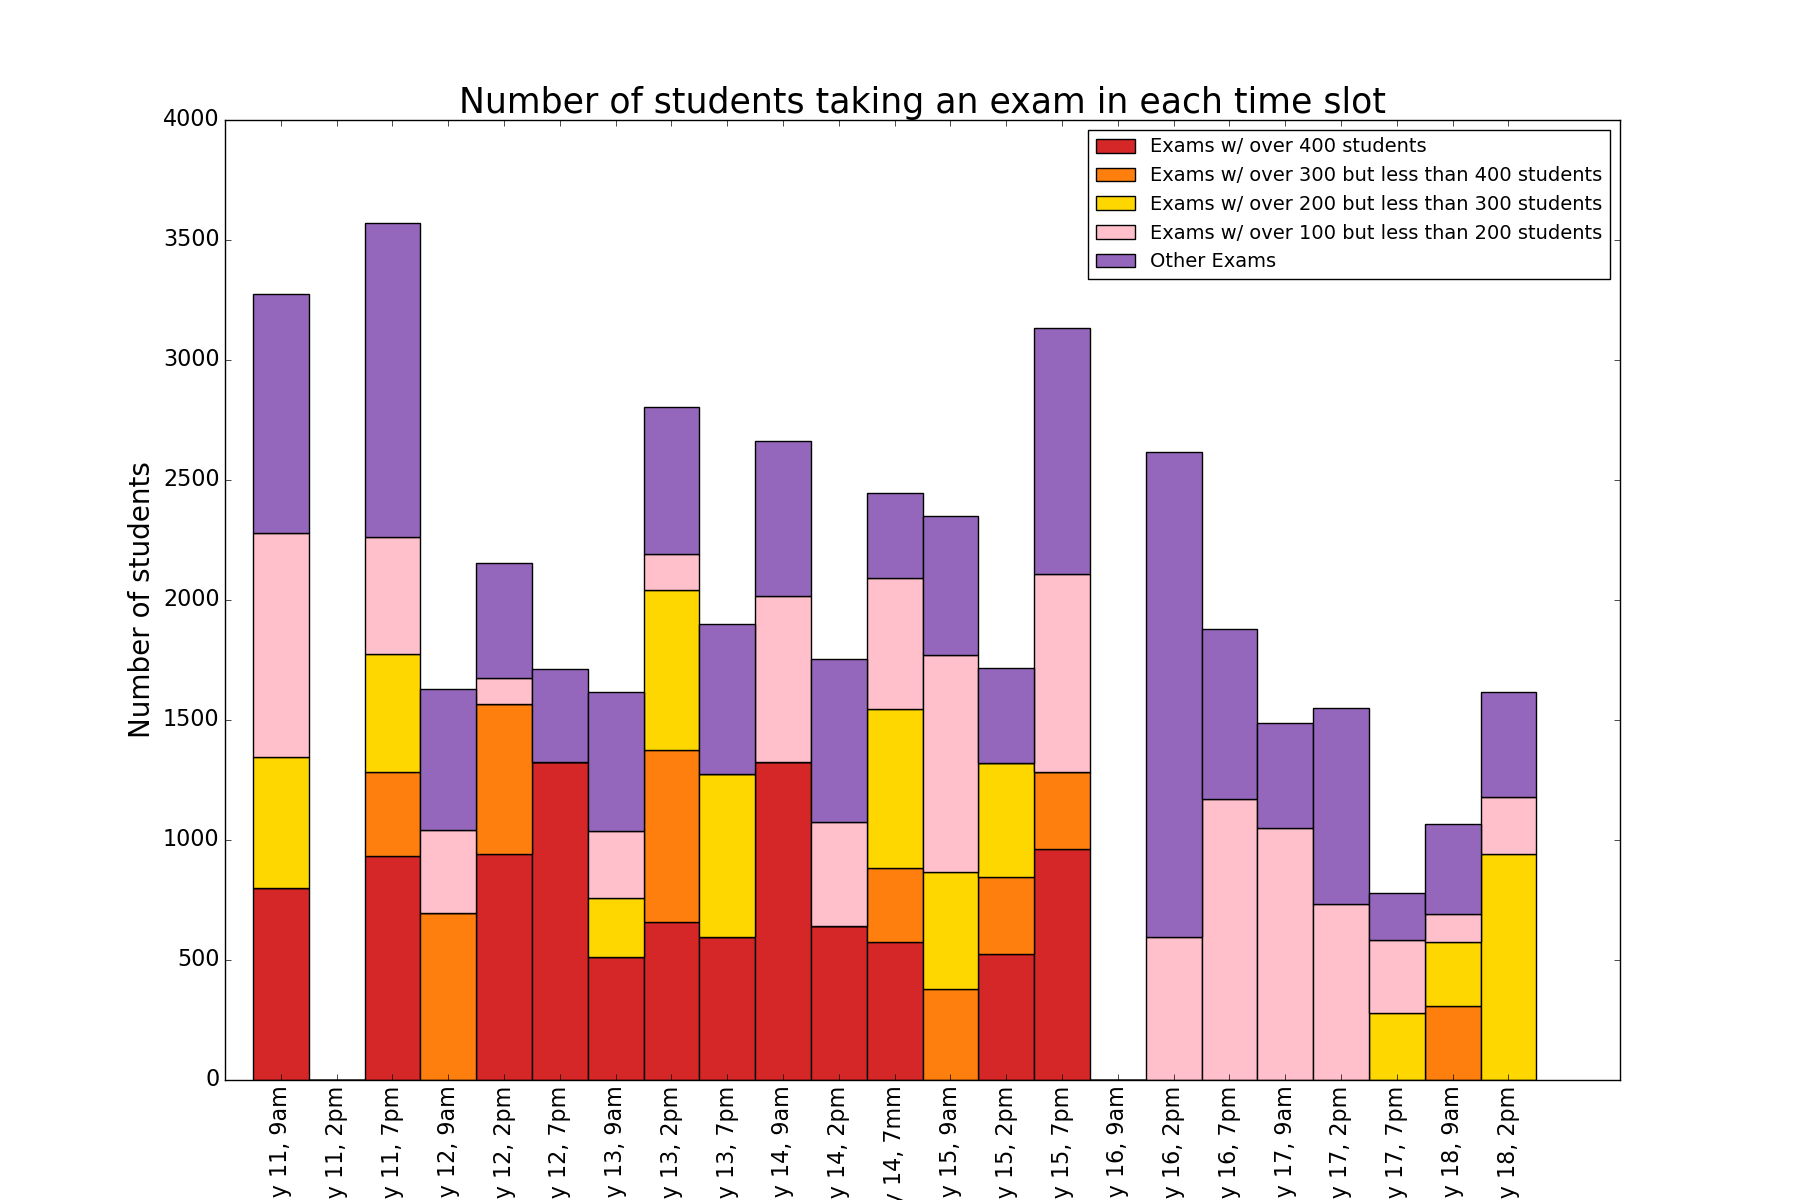 Number of students taking an exam in each time slot
Exams w/ over 400 students
Exams w/ over 300 but less than 400 students
Exams w/ over 200 but less than 300 students
Exams w/ over 100 but less than 200 students
Other Exams
Number of students
4000
3500
3000
2500
2000
1500
1000
500
0
y 11, 9am
y 11, 2pm
y 11, 7pm
y 12, 9am
y 12, 2pm
y 12, 7pm
y 13, 9am
y 13, 2pm
y 13, 7pm
y 14, 9am
y 14, 2pm
y 14, 7mm
y 15, 9am
y 15, 2pm
y 15, 7pm
y 16, 9am
y 16, 2pm
y 16, 7pm
y 17, 9am
y 17, 2pm
y 17, 7pm
y 18, 9am
y 18, 2pm